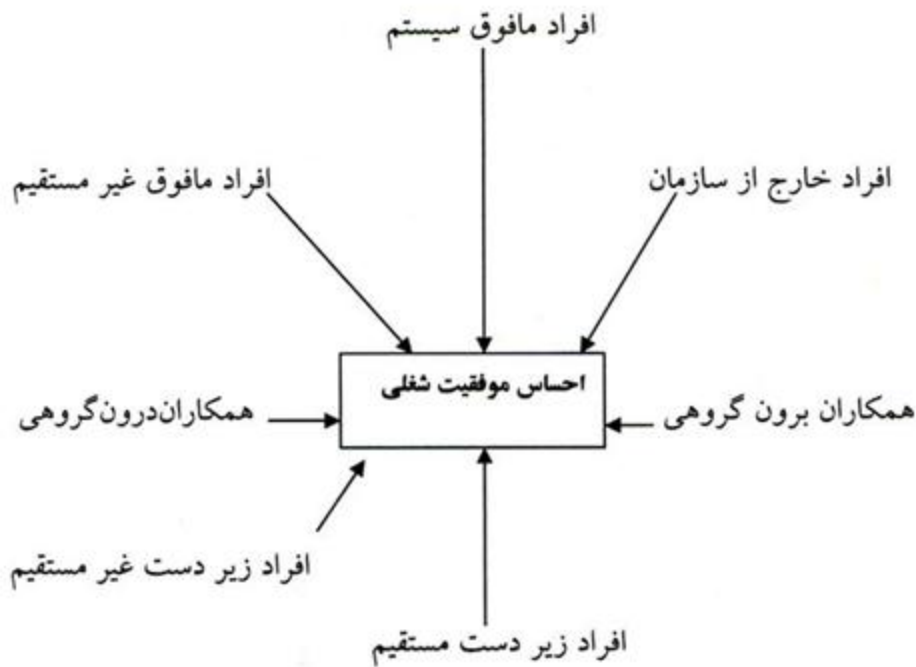 افراد مافوق سیستم
افراد خارج از سازمان
افراد مافوق غیر مستقیم
احساس موفقیت شغلی
همکاران برون گروهی
همکاران‌درون‌گروهی
افراد زیر دست غیر مستقیم
افراد زیر دست مستقیم